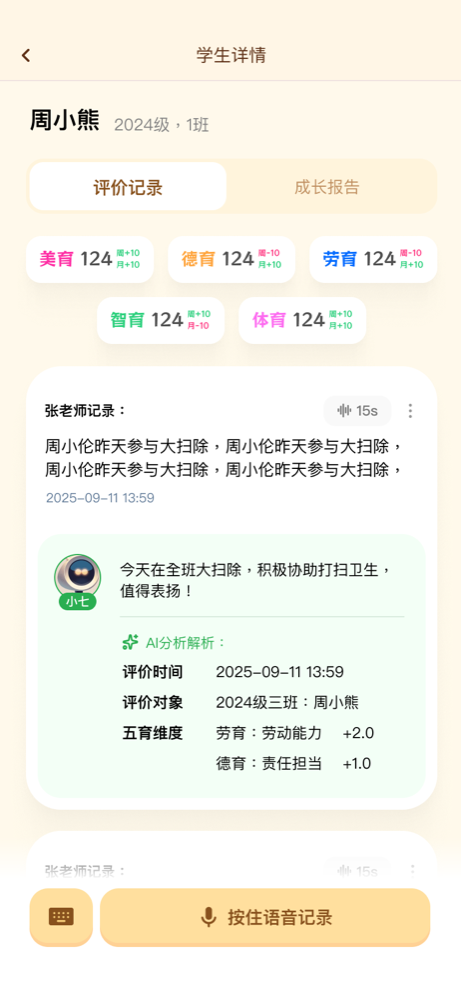 学生详情
周小熊 2024级，1班
评价记录 成长报告
美育 124 周+10 月+10 德育 124 周-10 月+10 劳育 124 周-10 月+10
智育 124 周+10 月-10 体育 124 周+10 月+10
张老师记录： 15s
周小伦昨天参与大扫除，周小伦昨天参与大扫除，
周小伦昨天参与大扫除，周小伦昨天参与大扫除，
2025-09-11 13:59
今天在全班大扫除，积极协助打扫卫生，
值得表扬！
小七
AI分析解析：
评价时间 2025-09-11 13:59
评价对象 2024级三班：周小熊
五育维度 劳育：劳动能力 +2.0
德育：责任担当 +1.0
张老师记录： 15s
按住语音记录